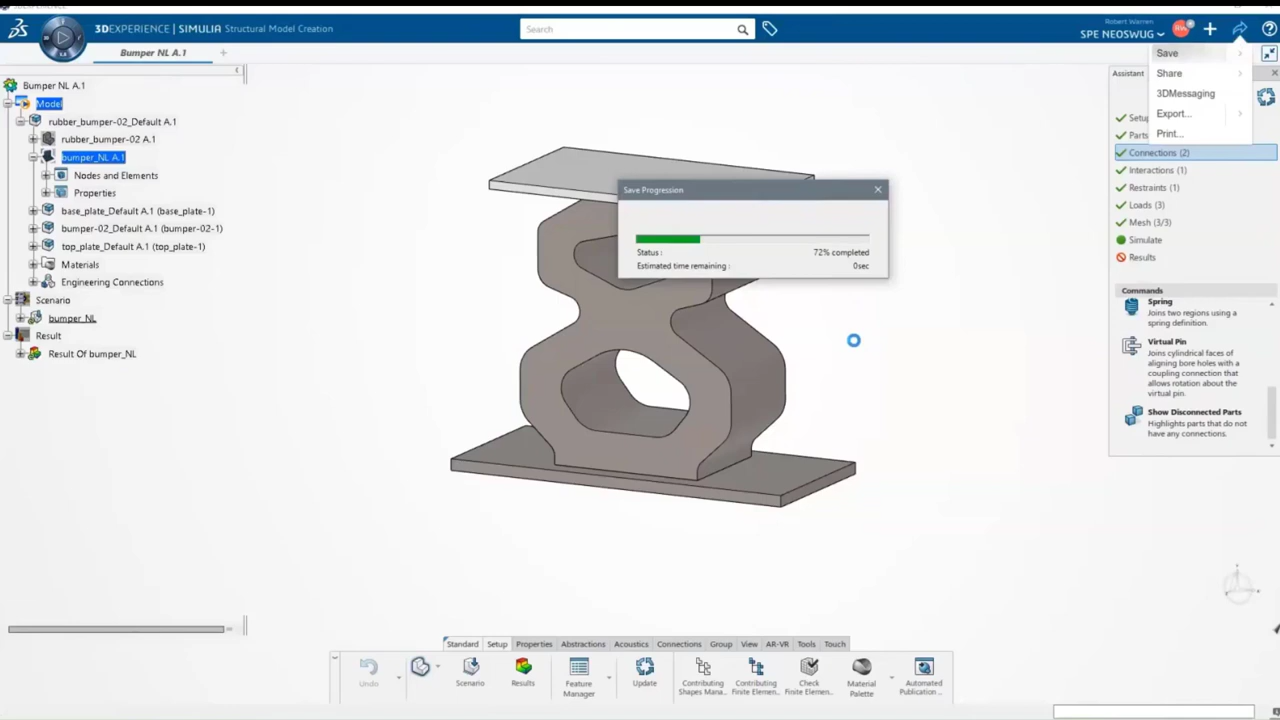 3DEXPERIENCE | SIMULIA Structural Model Creation
Search
Robert Warren
SPE NEOSWUG
RW
Bumper NL A.1
Bumper NL A.1
Model
rubber_bumper-02_Default A.1
rubber_bumper-02 A.1
bumper_NL A.1
Nodes and Elements
Properties
base_plate_Default A.1 (base_plate-1)
bumper-02_Default A.1 (bumper-02-1)
top_plate_Default A.1 (top_plate-1)
Materials
Engineering Connections
Scenario
bumper_NL
Result
Result Of bumper_NL
Save Progression
Status :
72% completed
Estimated time remaining :
0sec
Save
Share
3DMessaging
Export...
Print...
Assistant
Setup
Parts
Connections (2)
Interactions (1)
Restraints (1)
Loads (3)
Mesh (3/3)
Simulate
Results
Commands
Spring
Joins two regions using a
spring definition.
Virtual Pin
Joins cylindrical faces of
aligning bore holes with a
coupling connection that
allows rotation about the
virtual pin.
Show Disconnected Parts
Highlights parts that do not
have any connections.
Standard Setup Properties Abstractions Acoustics Connections Group View AR-VR Tools Touch
Undo
Scenario
Results
Feature
Manager
Update
Contributing
Shapes Mana...
Contributing
Finite Elemen...
Check
Finite Elemen...
Material
Palette
Automated
Publication...